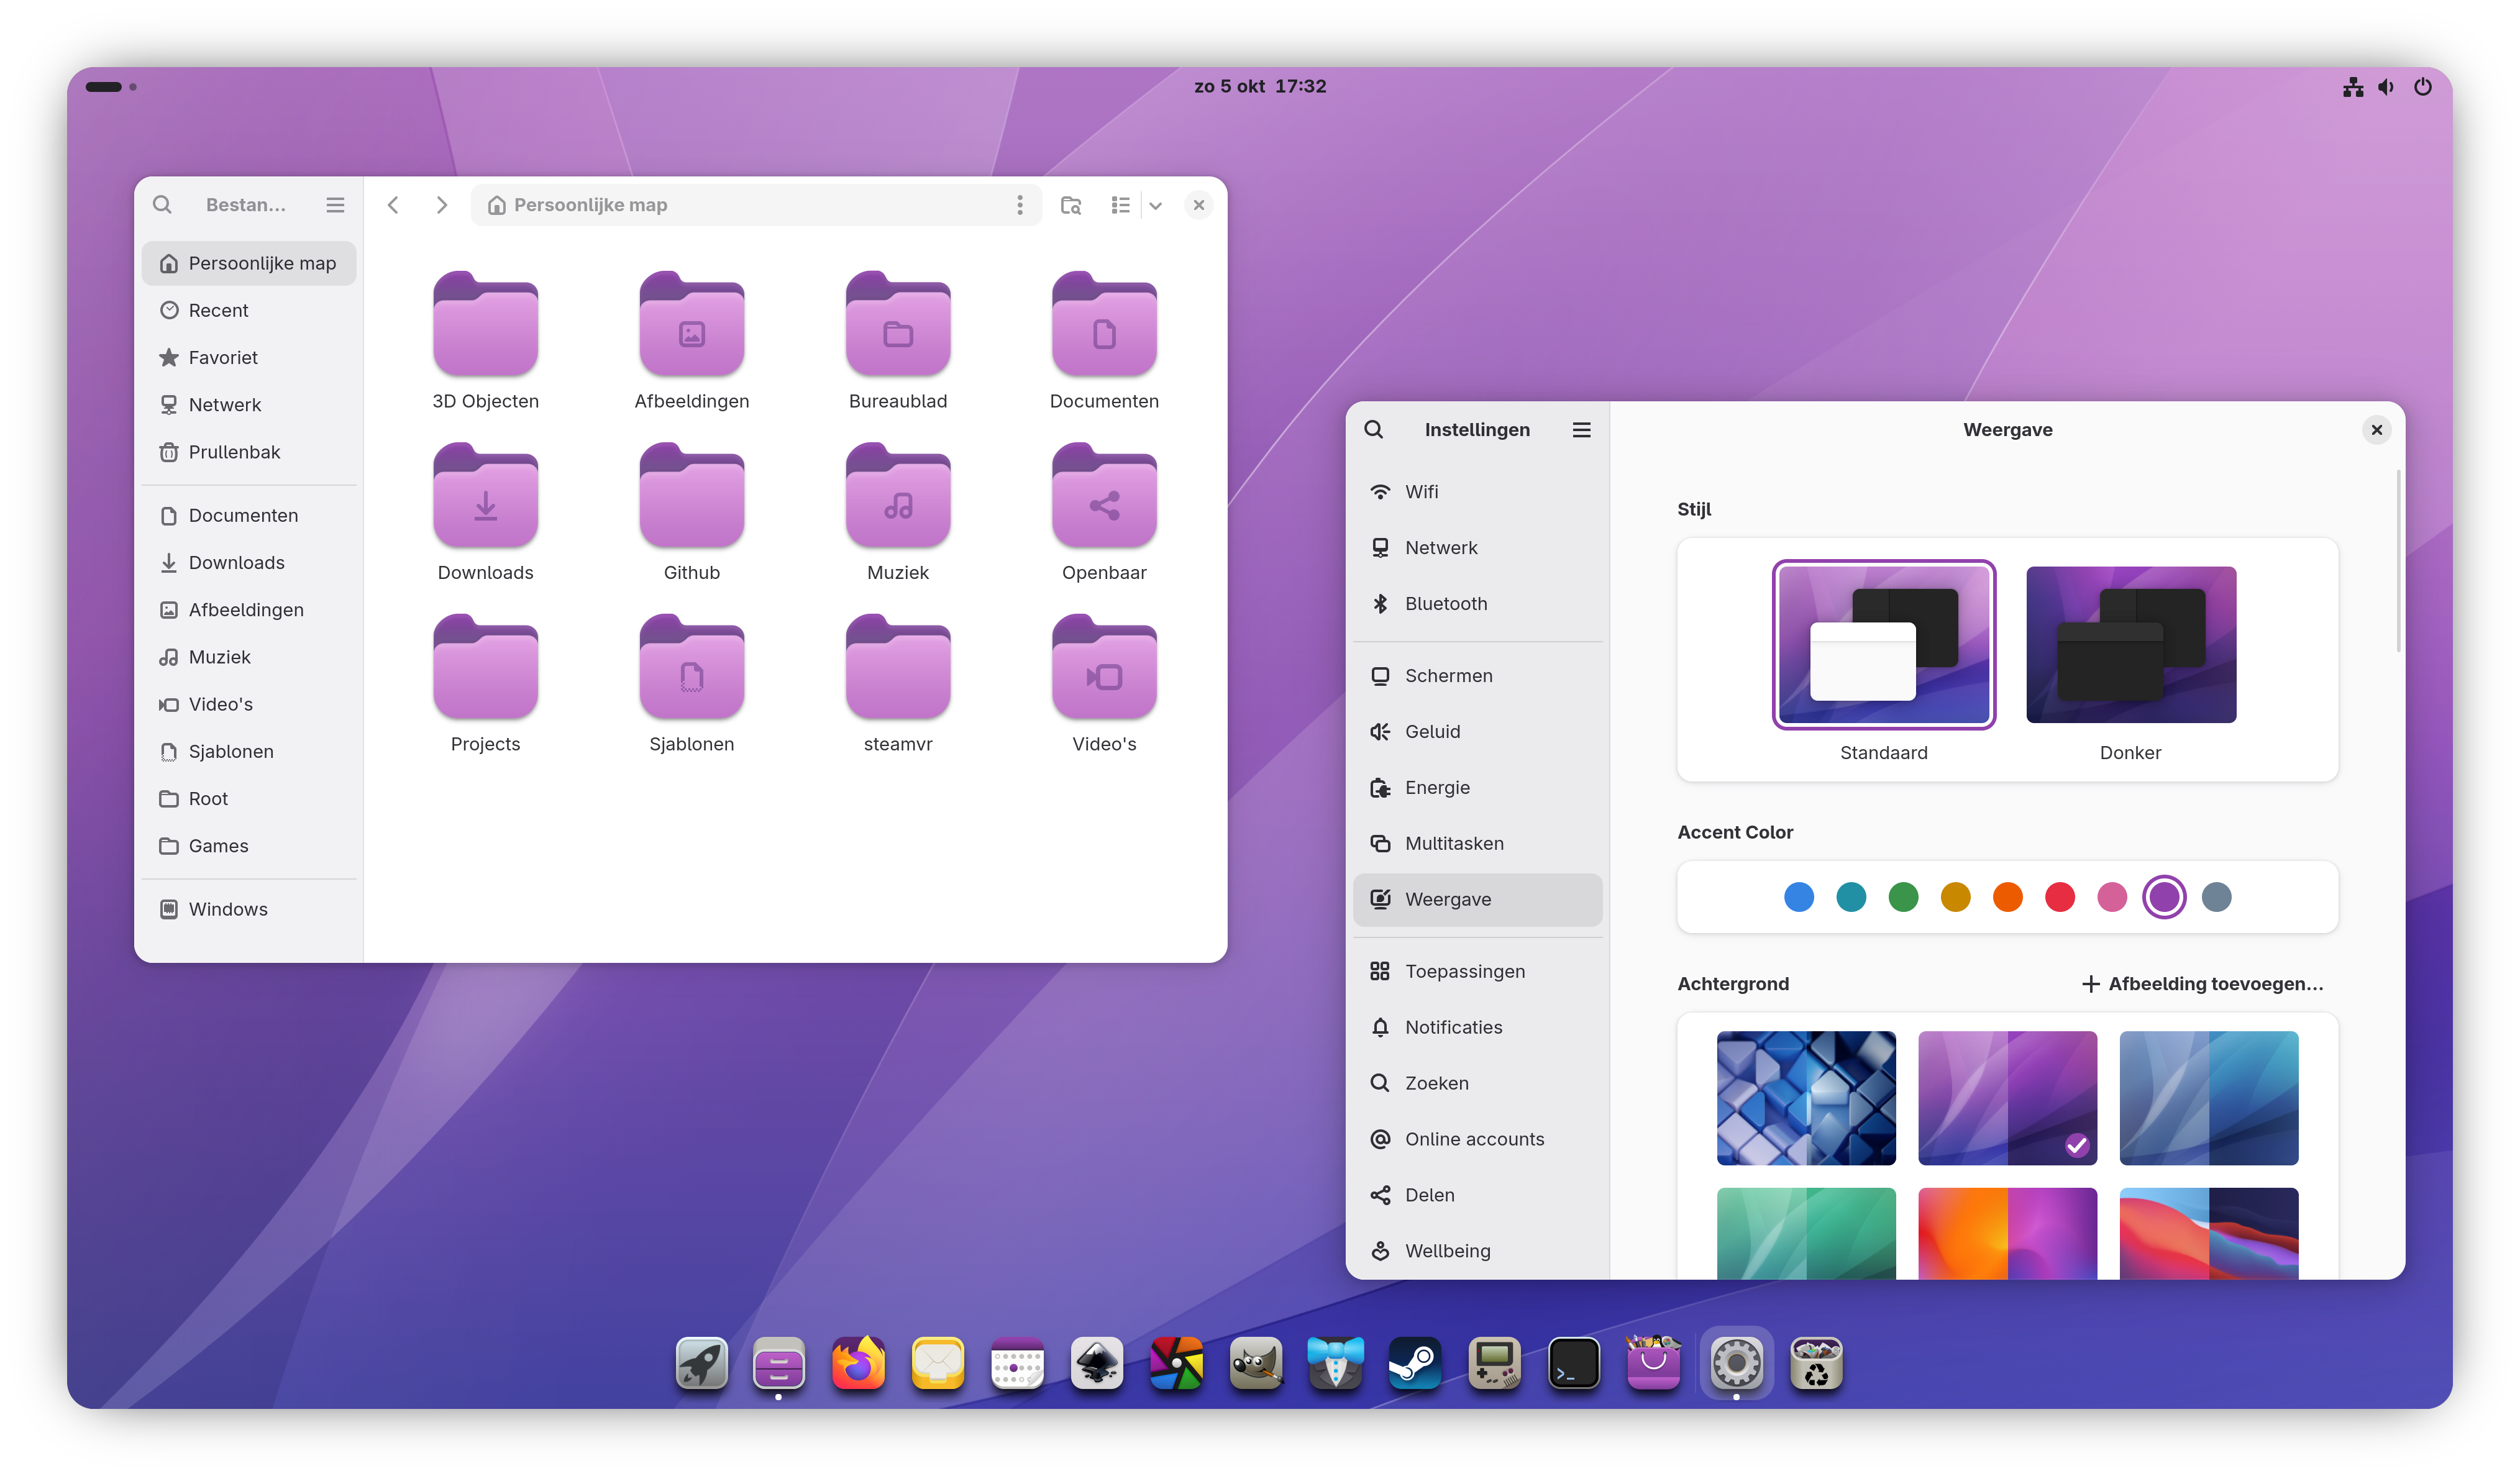 zo 5 okt 17:32
Bestan...
Persoonlijke map
Persoonlijke map
Recent
Favoriet
Netwerk
Prullenbak
Documenten
Downloads
Afbeeldingen
Muziek
Video's
Sjablonen
Root
Games
Windows
3D Objecten
Afbeeldingen
Bureaublad
Documenten
Downloads
Github
Muziek
Openbaar
Projects
Sjablonen
steamvr
Video's
Instellingen
Wifi
Netwerk
Bluetooth
Schermen
Geluid
Energie
Multitasken
Weergave
Toepassingen
Notificaties
Zoeken
Online accounts
Delen
Wellbeing
Weergave
Stijl
Standaard
Donker
Accent Color
Achtergrond
Afbeelding toevoegen...
>_